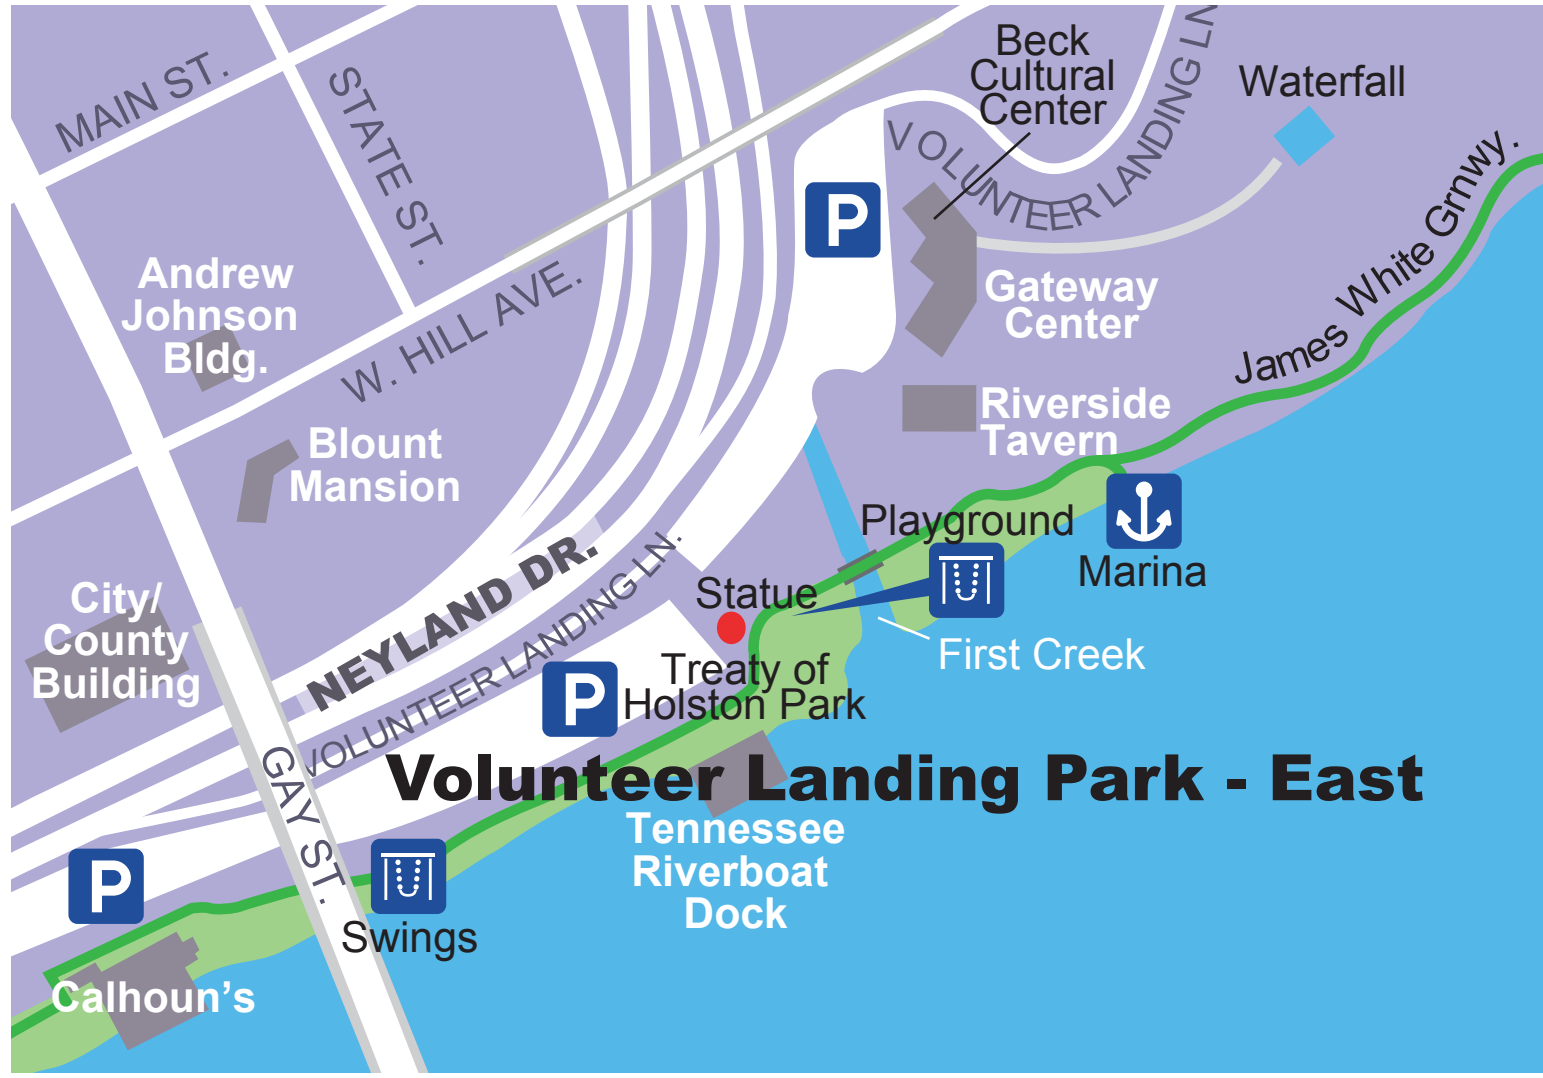 MAIN ST.
STATE ST.
Beck
Cultural
Center
VOLUNTEER LANDING LN
Waterfall
James White Grnwy.
P
Andrew
Johnson
Bldg.
W. HILL AVE.
Gateway
Center
Riverside
Tavern
Blount
Mansion
Playground
Marina
NEYLAND DR.
VOLUNTEER LANDING LN.
Statue
City/
County
Building
First Creek
P
Treaty of
Holston Park
Volunteer Landing Park - East
GAY ST.
Tennessee
Riverboat
Dock
P
Swings
Calhoun's